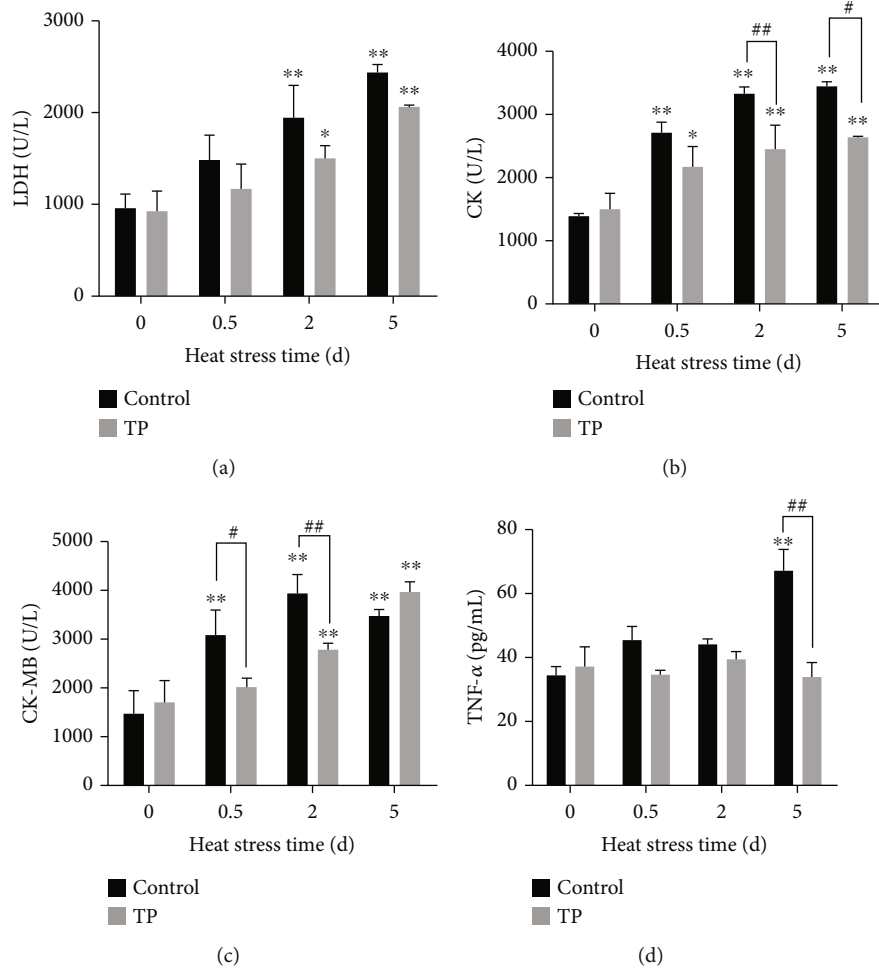 3000
2000
1000
0
LDH (U/L)
**
**
**
*
0 0.5 2 5
Heat stress time (d)
Control
TP
(a)
4000
3000
2000
1000
0
CK (U/L)
#
##
**
**
**
*
**
**
0 0.5 2 5
Heat stress time (d)
Control
TP
(b)
5000
4000
3000
2000
1000
0
CK-MB (U/L)
#
##
**
**
**
**
**
0 0.5 2 5
Heat stress time (d)
Control
TP
(c)
80
60
40
20
0
TNF-α (pg/mL)
##
**
0 0.5 2 5
Heat stress time (d)
Control
TP
(d)